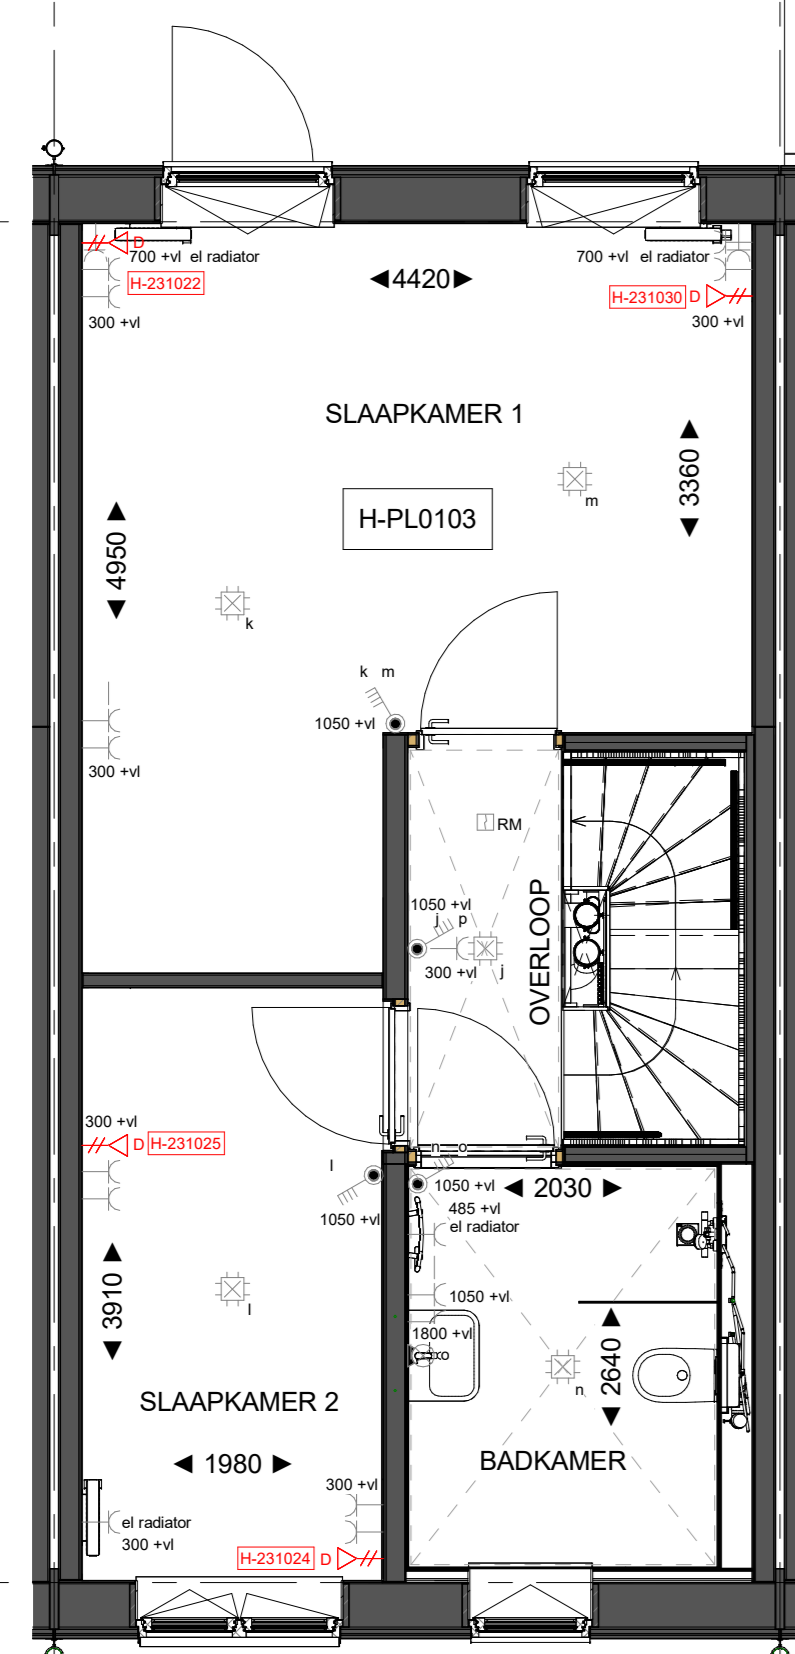 D
700 +vl el radiator
H-231022
300 +vl
4420
700 +vl el radiator
H-231030 D
300 +vl
SLAAPKAMER 1
3360
m
H-PL0103
4950
k
k m
1050 +vl
300 +vl
RM
1050 +vl
j p
300 +vl
j
OVERLOOP
300 +vl
D H-231025
n o
l
1050 +vl
1050 +vl
2030
485 +vl
el radiator
3910
l
1050 +vl
1800 +vl
o
2640
n
SLAAPKAMER 2
1980
BADKAMER
300 +vl
el radiator
300 +vl
H-231024 D